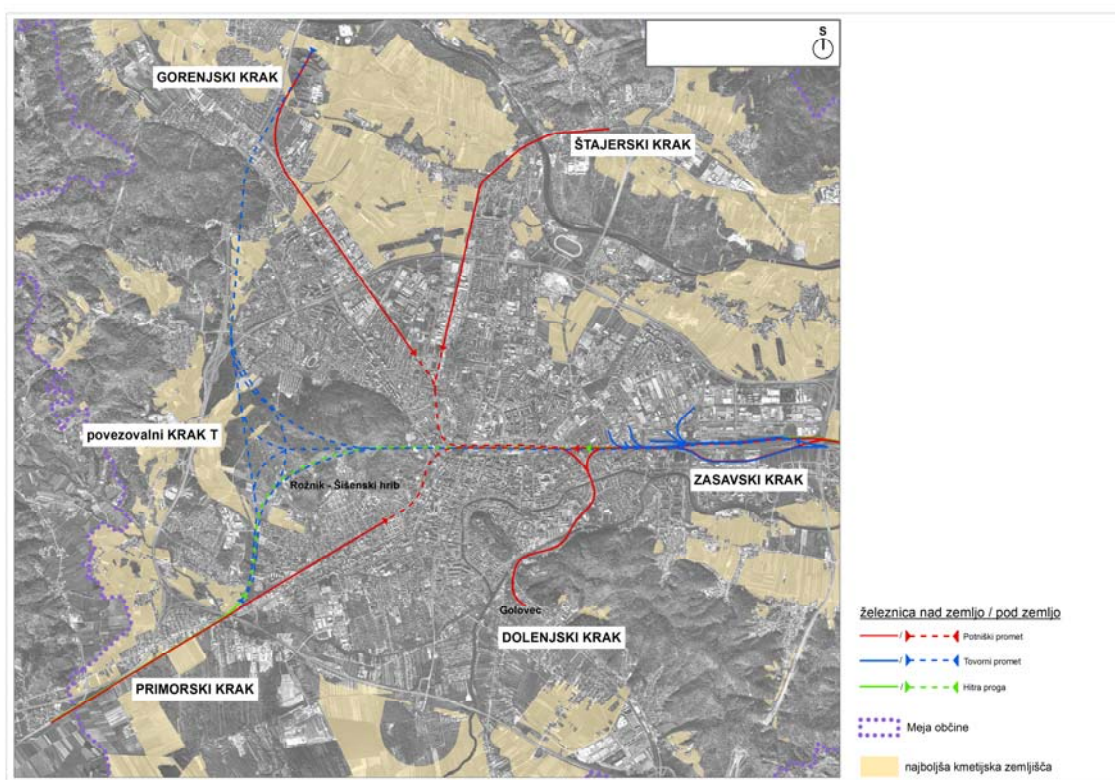 S
GORENJSKI KRAK
ŠTAJERSKI KRAK
povezovalni KRAK T
Rožnik - Šišenski hrib
ZASAVSKI KRAK
Golovec
DOLENJSKI KRAK
PRIMORSKI KRAK
železnica nad zemljo / pod zemljo
/ Potniški promet
/ Tovorni promet
/ Hitra proga
Meja občine
najboljša kmetijska zemljišča